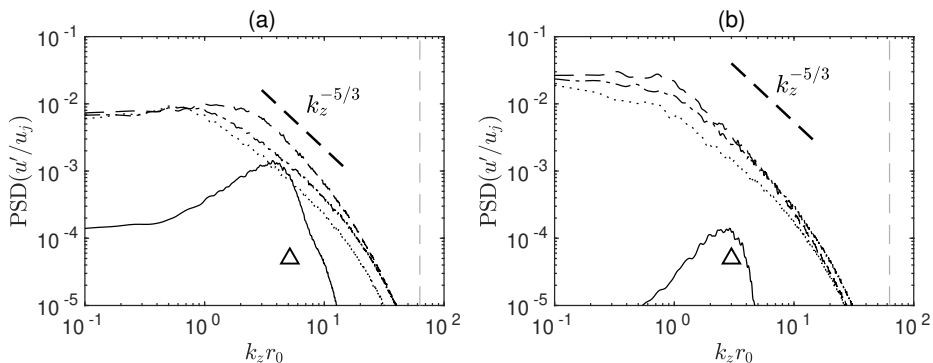 (a)
10^{-1}
10^{-2}
10^{-3}
10^{-4}
10^{-5}
PSD(u'/u_j)
k_z^{-5/3}
10^{-1} 10^{0} 10^{1} 10^{2}
k_z r_0
(b)
10^{-1}
10^{-2}
10^{-3}
10^{-4}
10^{-5}
PSD(u'/u_j)
k_z^{-5/3}
10^{-1} 10^{0} 10^{1} 10^{2}
k_z r_0